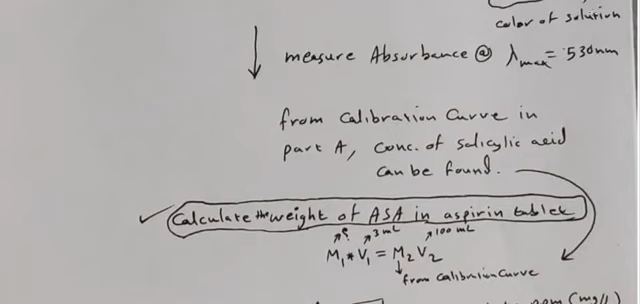 color of solution
measure Absorbance @ λmax = 530nm
from Calibration Curve in
part A, conc. of salicylic acid
can be found.
✓ Calculate the weight of ASA in aspirin tablet
? 3 mL 100 mL
M₁ * V₁ = M₂ V₂
from Calibration Curve
ppm (mg/L)